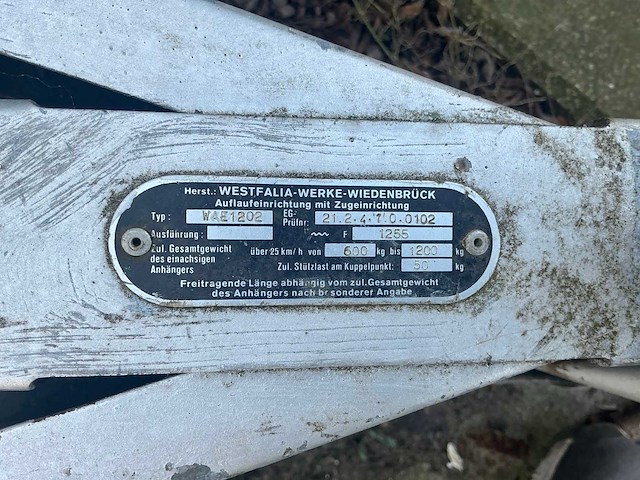 Herst.: WESTFALIA-WERKE-WIEDENBRÜCK
Auflaufeinrichtung mit Zugeinrichtung
Typ: WAE1202 EG-Prüfnr: 21.2.4.1.0.0102
Ausführung: F 1255
Zul. Gesamtgewicht des einachsigen Anhängers über 25 km/h von 600 kg bis 1200 kg
Zul. Stützlast am Kuppelpunkt: 50 kg
Freitragende Länge abhängig vom zul. Gesamtgewicht
des Anhängers nach besonderer Angabe